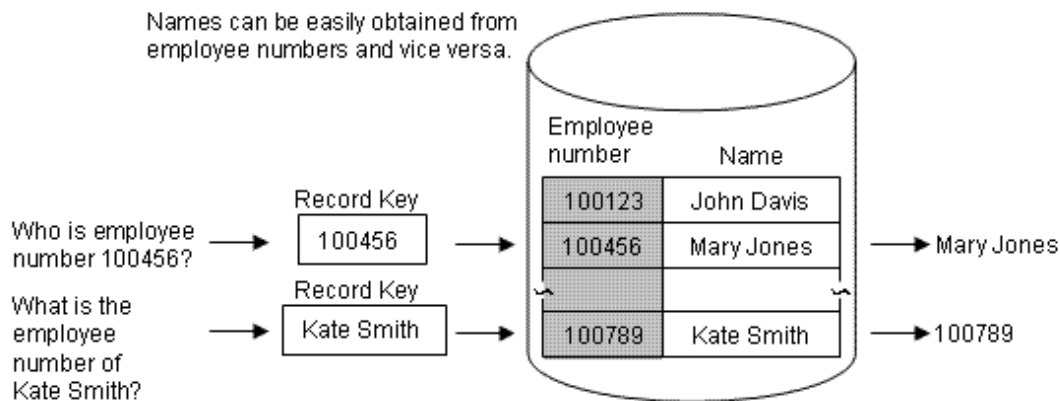 Names can be easily obtained from
employee numbers and vice versa.
Employee
number
Name
Record Key
100123
John Davis
Who is employee
number 100456?
100456
100456
Mary Jones
Mary Jones
Record Key
What is the
employee
number of
Kate Smith?
Kate Smith
100789
Kate Smith
100789